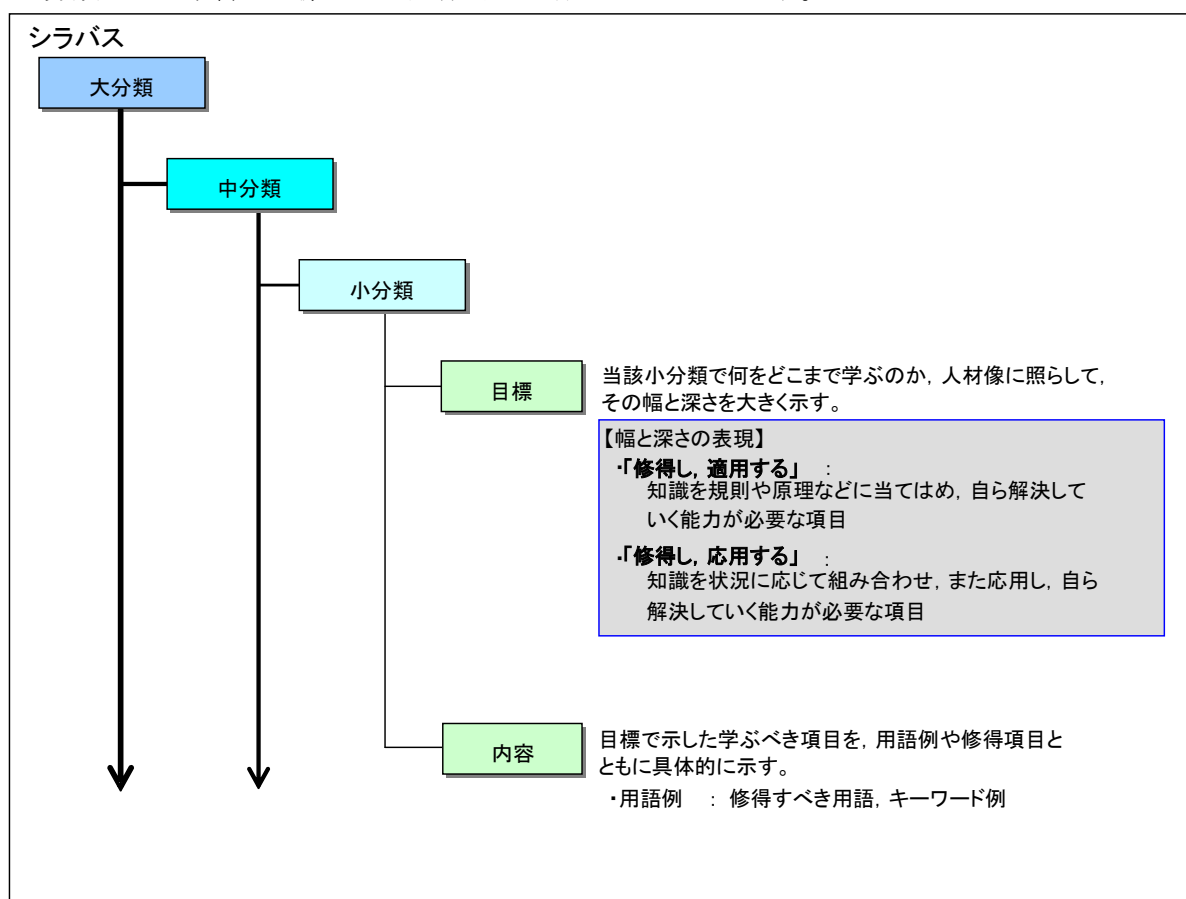 シラバス
大分類
中分類
小分類
目標
当該小分類で何をどこまで学ぶのか，人材像に照らして，
その幅と深さを大きく示す。
【幅と深さの表現】
・「修得し，適用する」　：
知識を規則や原理などに当てはめ，自ら解決して
いく能力が必要な項目
・「修得し，応用する」　：
知識を状況に応じて組み合わせ，また応用し，自ら
解決していく能力が必要な項目
内容
目標で示した学ぶべき項目を，用語例や修得項目と
ともに具体的に示す。
・用語例　：　修得すべき用語，キーワード例